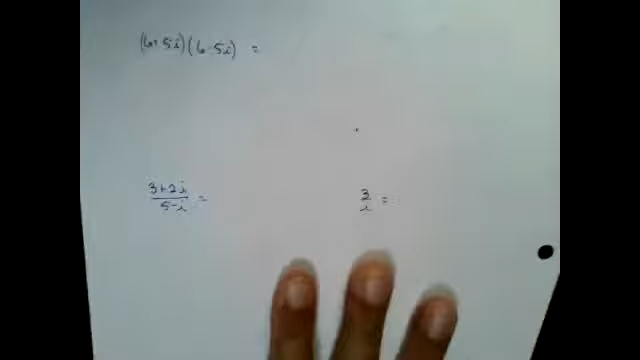 (6+5i)(6-5i) =
3+2i
5-i =
3
i =